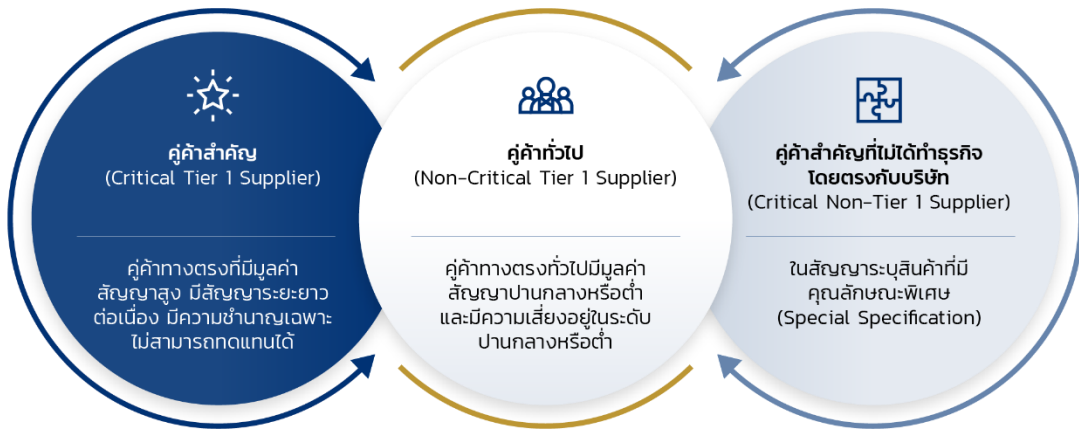 คู่ค้าสำคัญ
(Critical Tier 1 Supplier)
คู่ค้าทางตรงที่มีมูลค่า
สัญญาสูง มีสัญญาระยะยาว
ต่อเนื่อง มีความชำนาญเฉพาะ
ไม่สามารถทดแทนได้
คู่ค้าทั่วไป
(Non-Critical Tier 1 Supplier)
คู่ค้าทางตรงทั่วไปมีมูลค่า
สัญญาปานกลางหรือต่ำ
และมีความเสี่ยงอยู่ในระดับ
ปานกลางหรือต่ำ
คู่ค้าสำคัญที่ไม่ได้ทำธุรกิจ
โดยตรงกับบริษัท
(Critical Non-Tier 1 Supplier)
ในสัญญาระบุสินค้าที่มี
คุณลักษณะพิเศษ
(Special Specification)